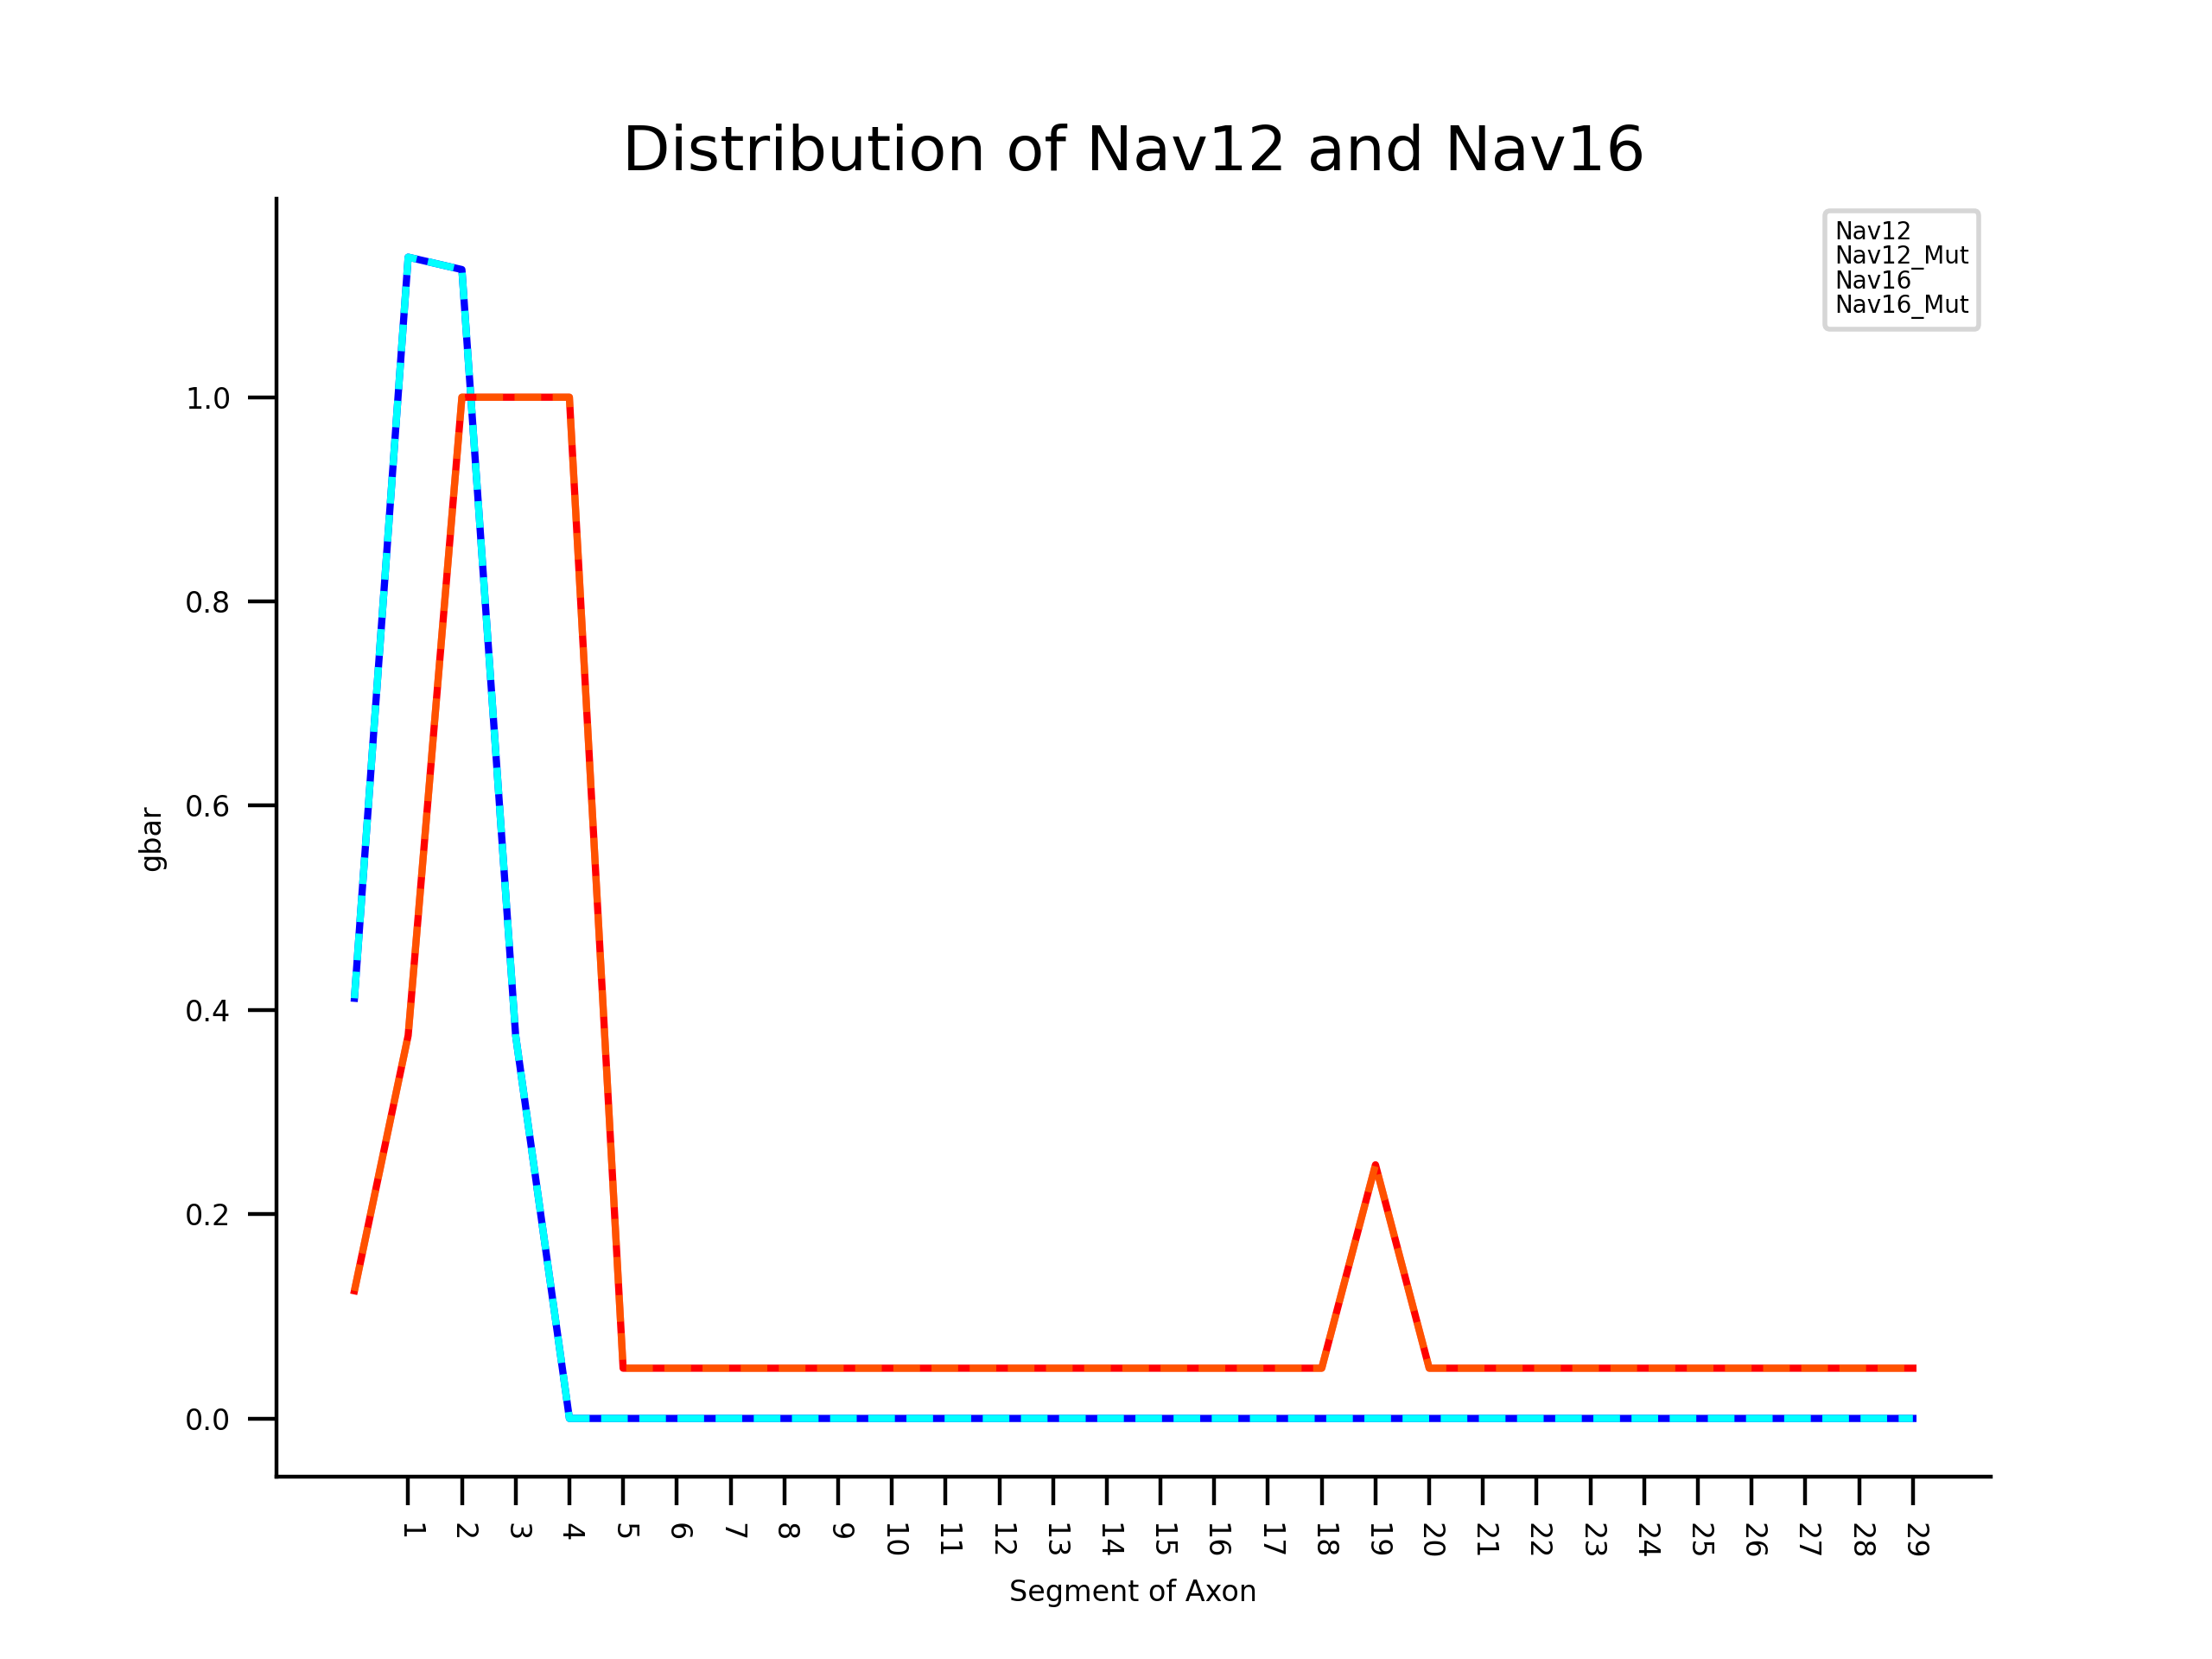 Distribution of Nav12 and Nav16
Nav12
Nav12_Mut
Nav16
Nav16_Mut
1.0
0.8
0.6
0.4
0.2
0.0
gbar
1 2 3 4 5 6 7 8 9 10 11 12 13 14 15 16 17 18 19 20 21 22 23 24 25 26 27 28 29
Segment of Axon